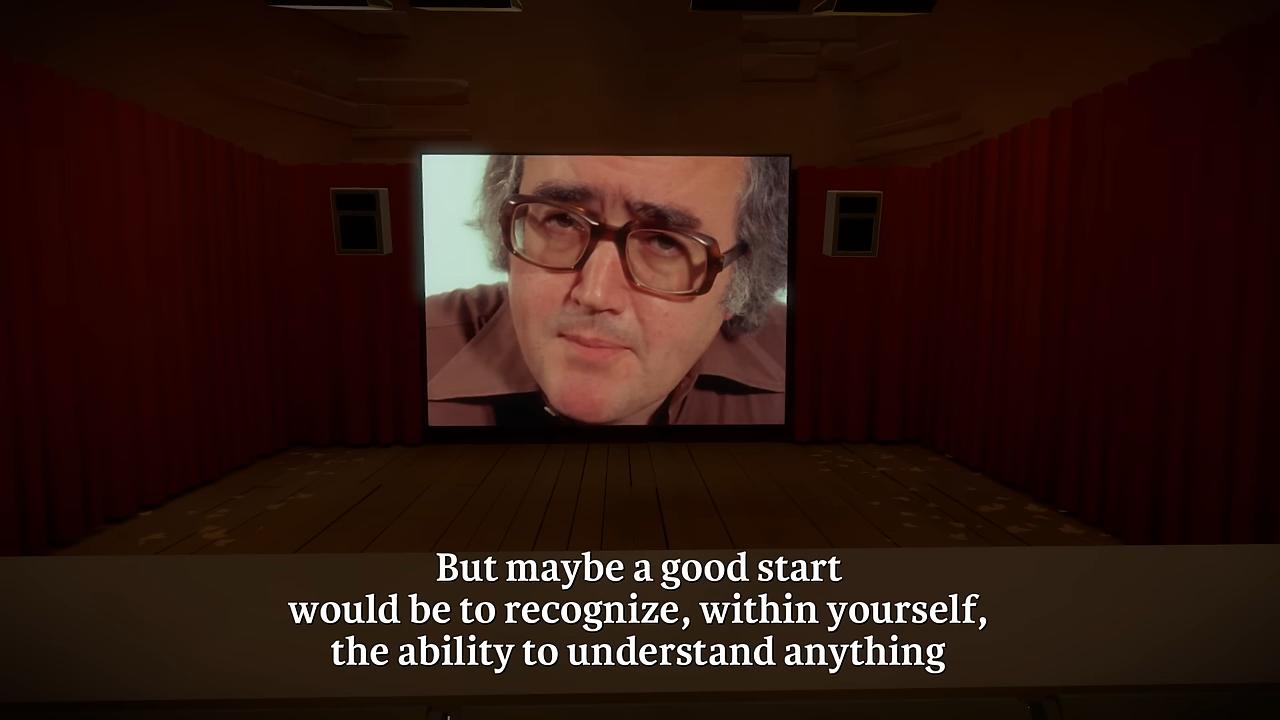 But maybe a good start
would be to recognize, within yourself,
the ability to understand anything